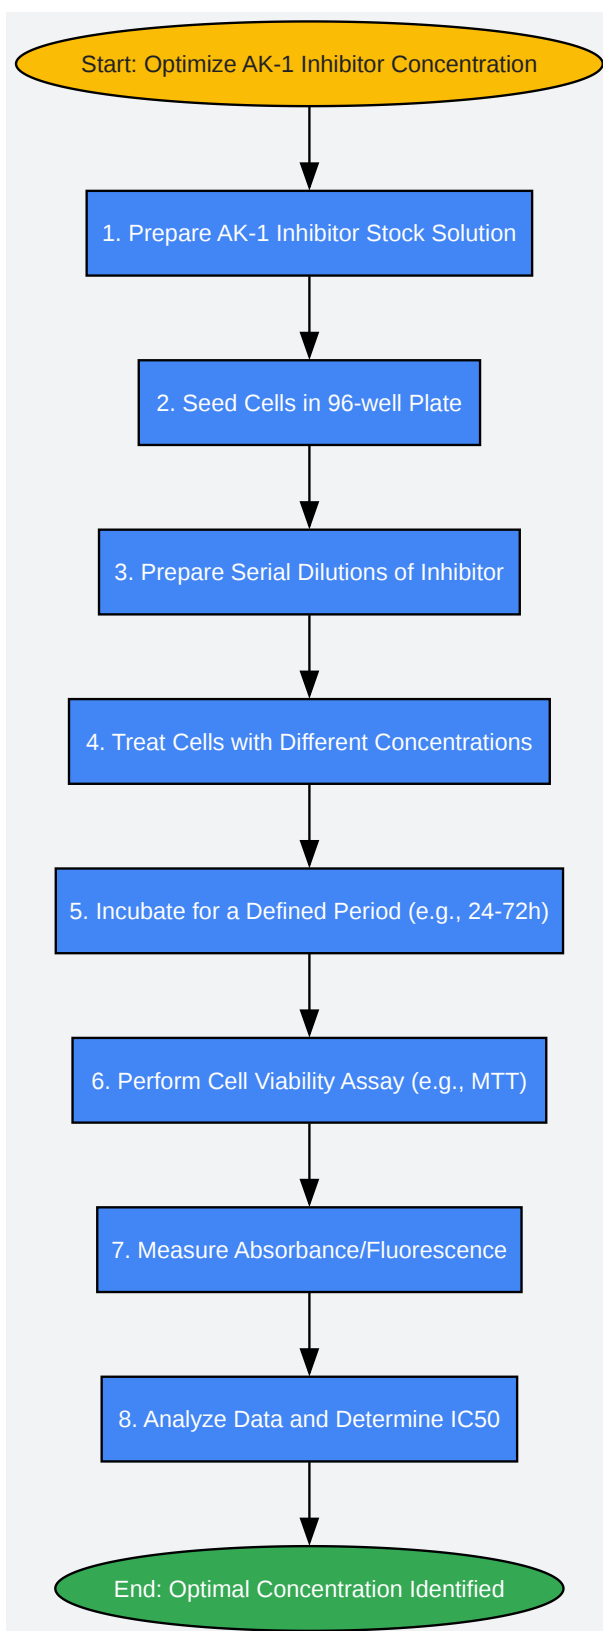 Start: Optimize AK-1 Inhibitor Concentration
1. Prepare AK-1 Inhibitor Stock Solution
2. Seed Cells in 96-well Plate
3. Prepare Serial Dilutions of Inhibitor
4. Treat Cells with Different Concentrations
5. Incubate for a Defined Period (e.g., 24-72h)
6. Perform Cell Viability Assay (e.g., MTT)
7. Measure Absorbance/Fluorescence
8. Analyze Data and Determine IC50
End: Optimal Concentration Identified